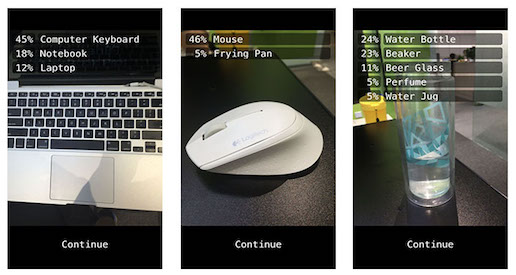 45% Computer Keyboard
18% Notebook
12% Laptop
Continue
46% Mouse
5% Frying Pan
Logitech
Continue
24% Water Bottle
23% Beaker
11% Beer Glass
5% Perfume
5% Water Jug
Continue